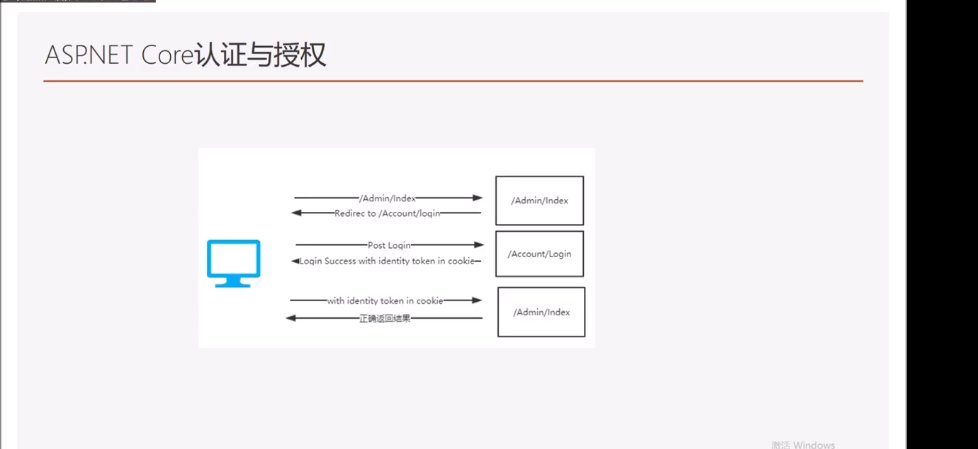 ASP.NET Core认证与授权
/Admin/Index
Redirec to /Account/login
/Admin/Index
Post Login
Login Success with identity token in cookie
/Account/Login
with identity token in cookie
正确返回结果
/Admin/Index
激活 Windows